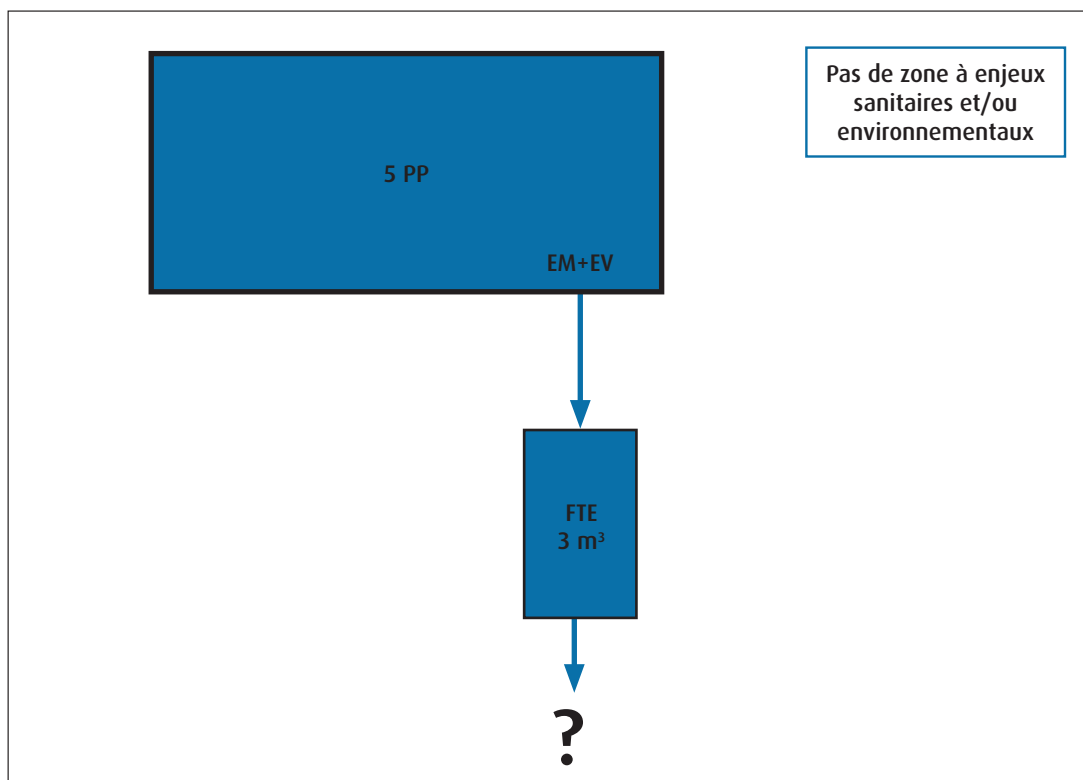 Pas de zone à enjeux
sanitaires et/ou
environnementaux
5 PP
EM+EV
FTE
3 m³
?